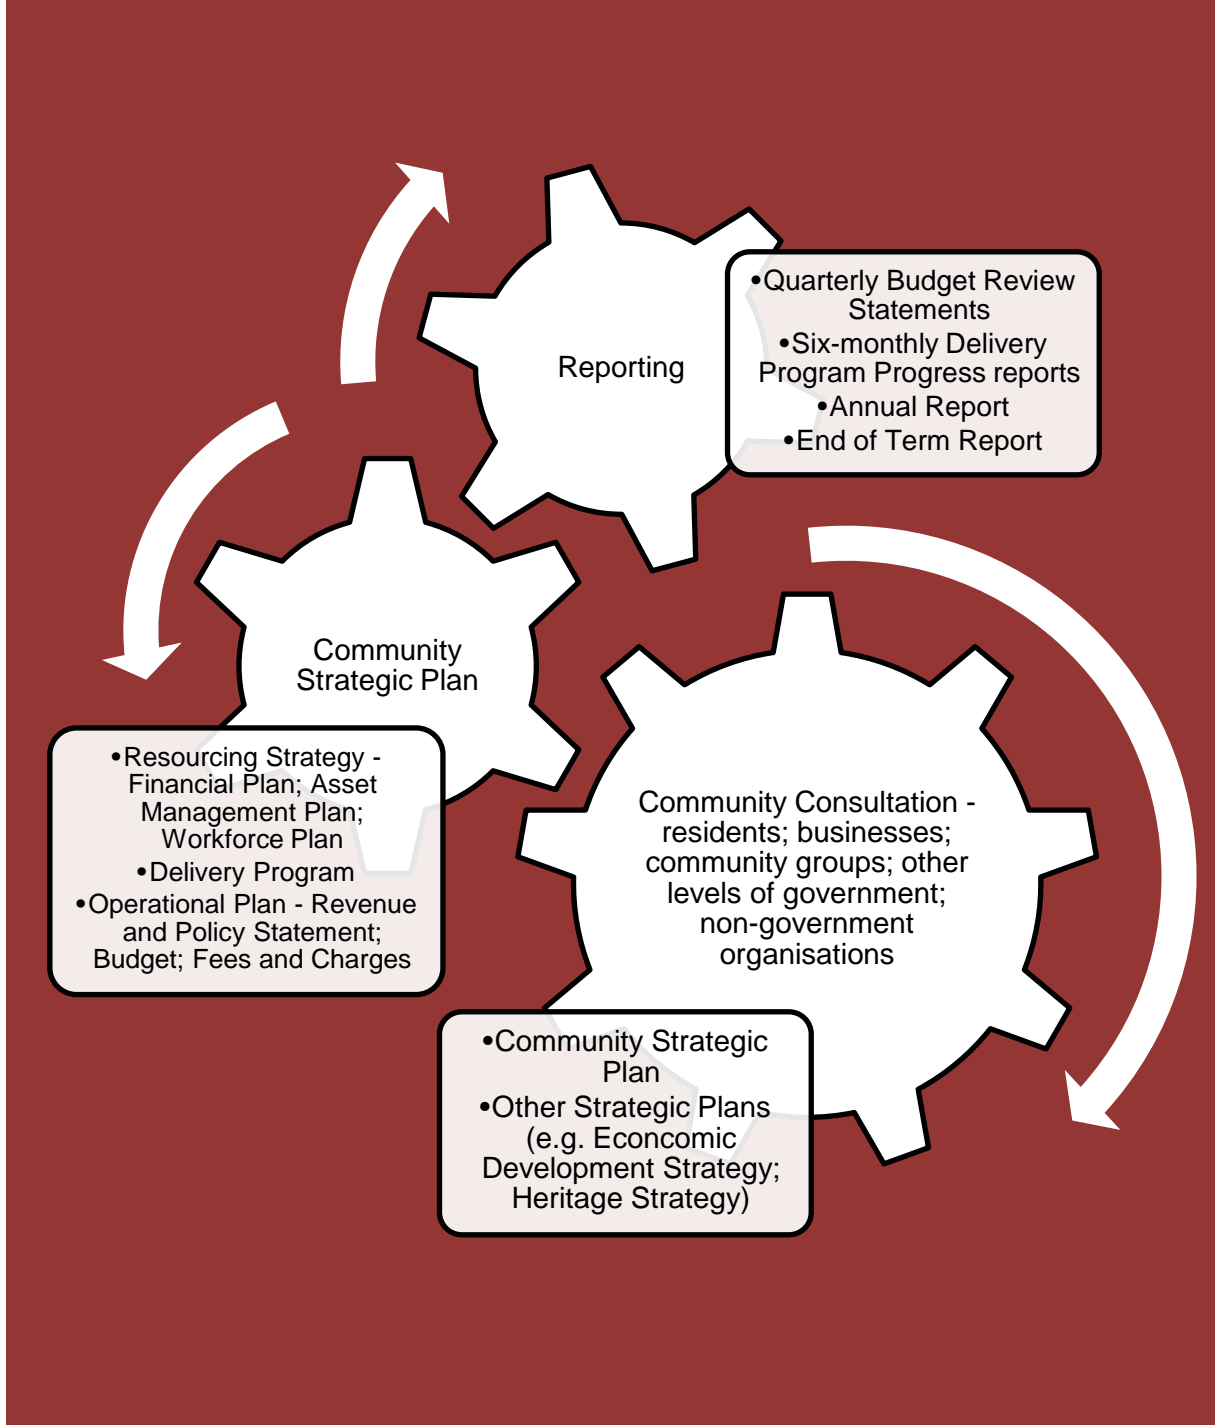 Reporting
•Quarterly Budget Review
Statements
•Six-monthly Delivery
Program Progress reports
•Annual Report
•End of Term Report
Community
Strategic Plan
•Resourcing Strategy -
Financial Plan; Asset
Management Plan;
Workforce Plan
•Delivery Program
•Operational Plan - Revenue
and Policy Statement;
Budget; Fees and Charges
Community Consultation -
residents; businesses;
community groups; other
levels of government;
non-government
organisations
•Community Strategic
Plan
•Other Strategic Plans
(e.g. Econcomic
Development Strategy;
Heritage Strategy)